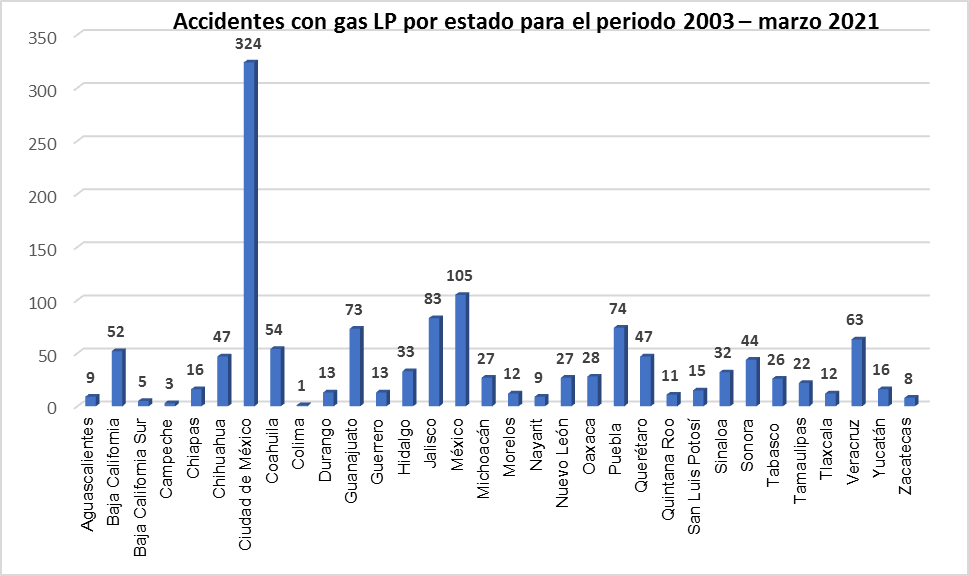 Accidentes con gas LP por estado para el periodo 2003 – marzo 2021
350
300
250
200
150
100
50
0
9
52
5
3
16
47
324
54
1
13
73
13
33
83
105
27
12
9
27
28
74
47
11
15
32
44
26
22
12
63
16
8
Aguascalientes
Baja California
Baja California Sur
Campeche
Chiapas
Chihuahua
Ciudad de México
Coahuila
Colima
Durango
Guanajuato
Guerrero
Hidalgo
Jalisco
México
Michoacán
Morelos
Nayarit
Nuevo León
Oaxaca
Puebla
Querétaro
Quintana Roo
San Luis Potosí
Sinaloa
Sonora
Tabasco
Tamaulipas
Tlaxcala
Veracruz
Yucatán
Zacatecas